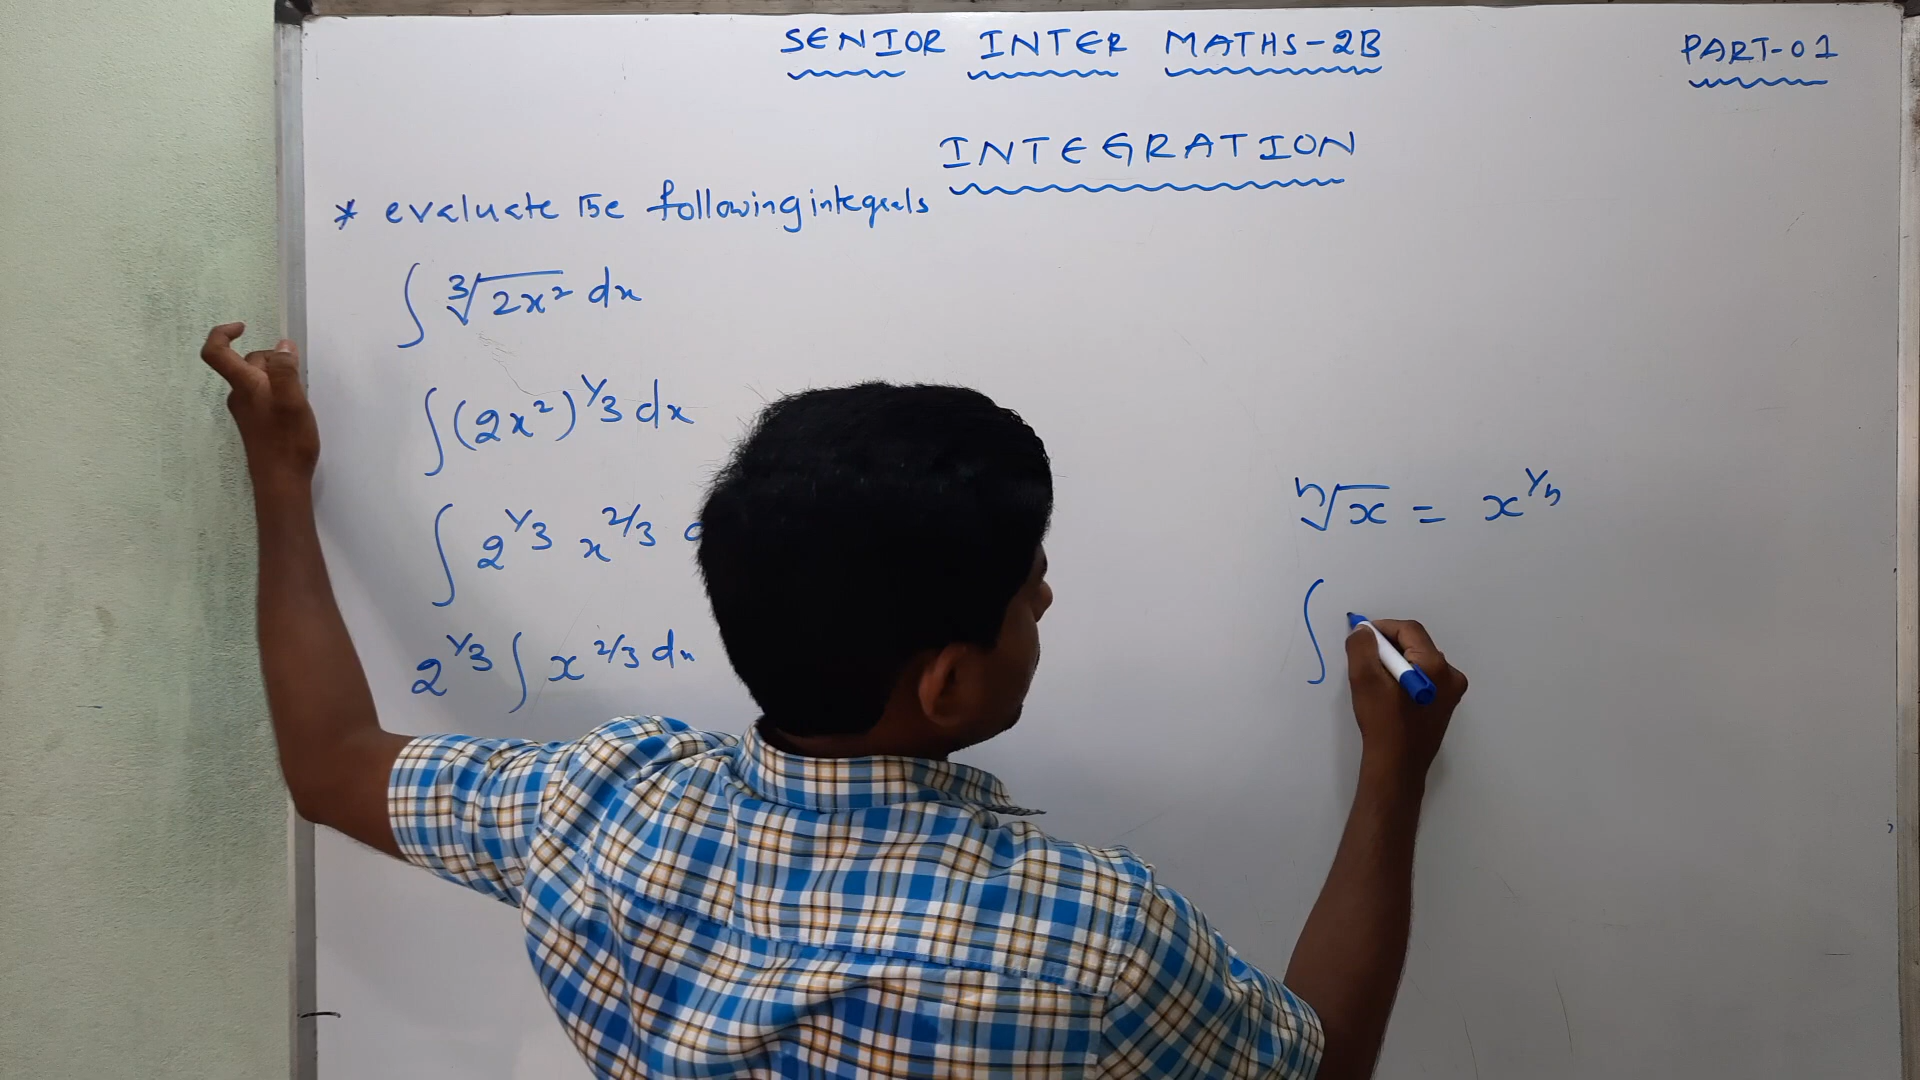 SENIOR INTER MATHS-2B
PART-01
INTEGRATION
* evaluate the following integrals
∫ ∛2x² dx
∫(2x²)^1/3 dx
∫ 2^1/3 x^2/3 d
2^1/3 ∫ x^2/3 dx
ⁿ√x = x^1/n
∫